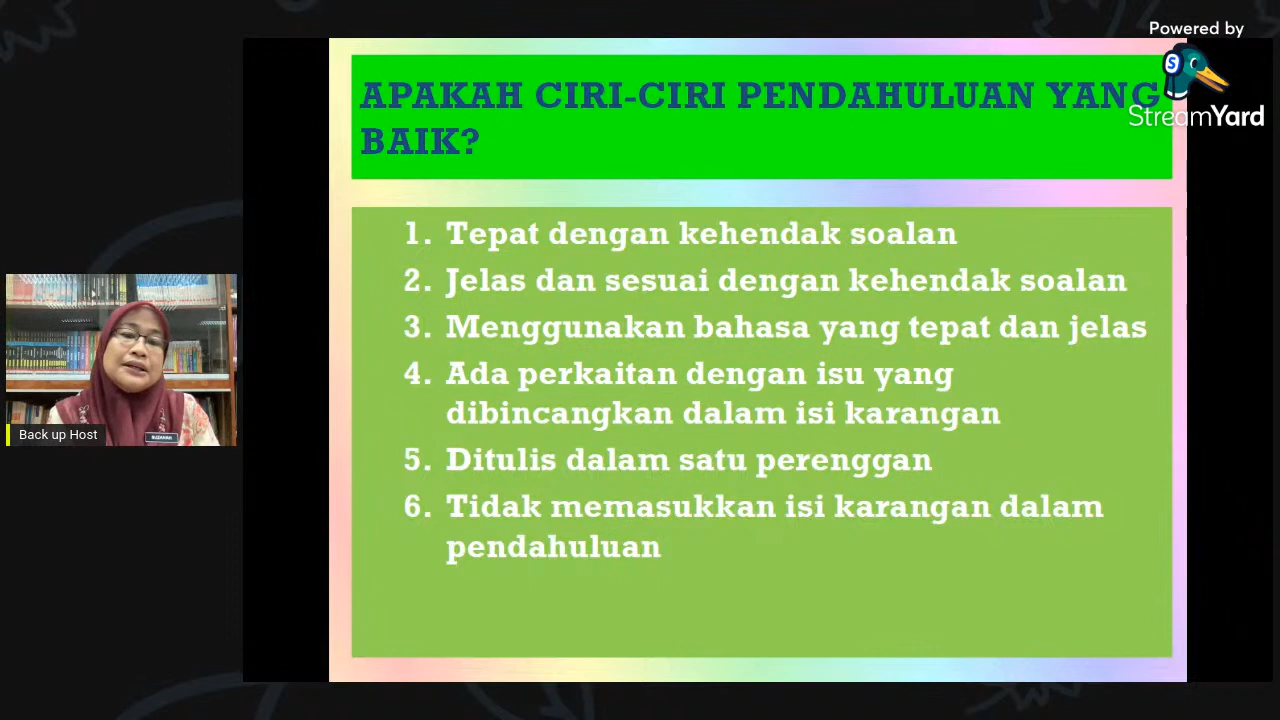 Powered by
StreamYard
APAKAH CIRI-CIRI PENDAHULUAN YANG
BAIK?
1. Tepat dengan kehendak soalan
2. Jelas dan sesuai dengan kehendak soalan
3. Menggunakan bahasa yang tepat dan jelas
4. Ada perkaitan dengan isu yang
dibincangkan dalam isi karangan
5. Ditulis dalam satu perenggan
6. Tidak memasukkan isi karangan dalam
pendahuluan
Back up Host